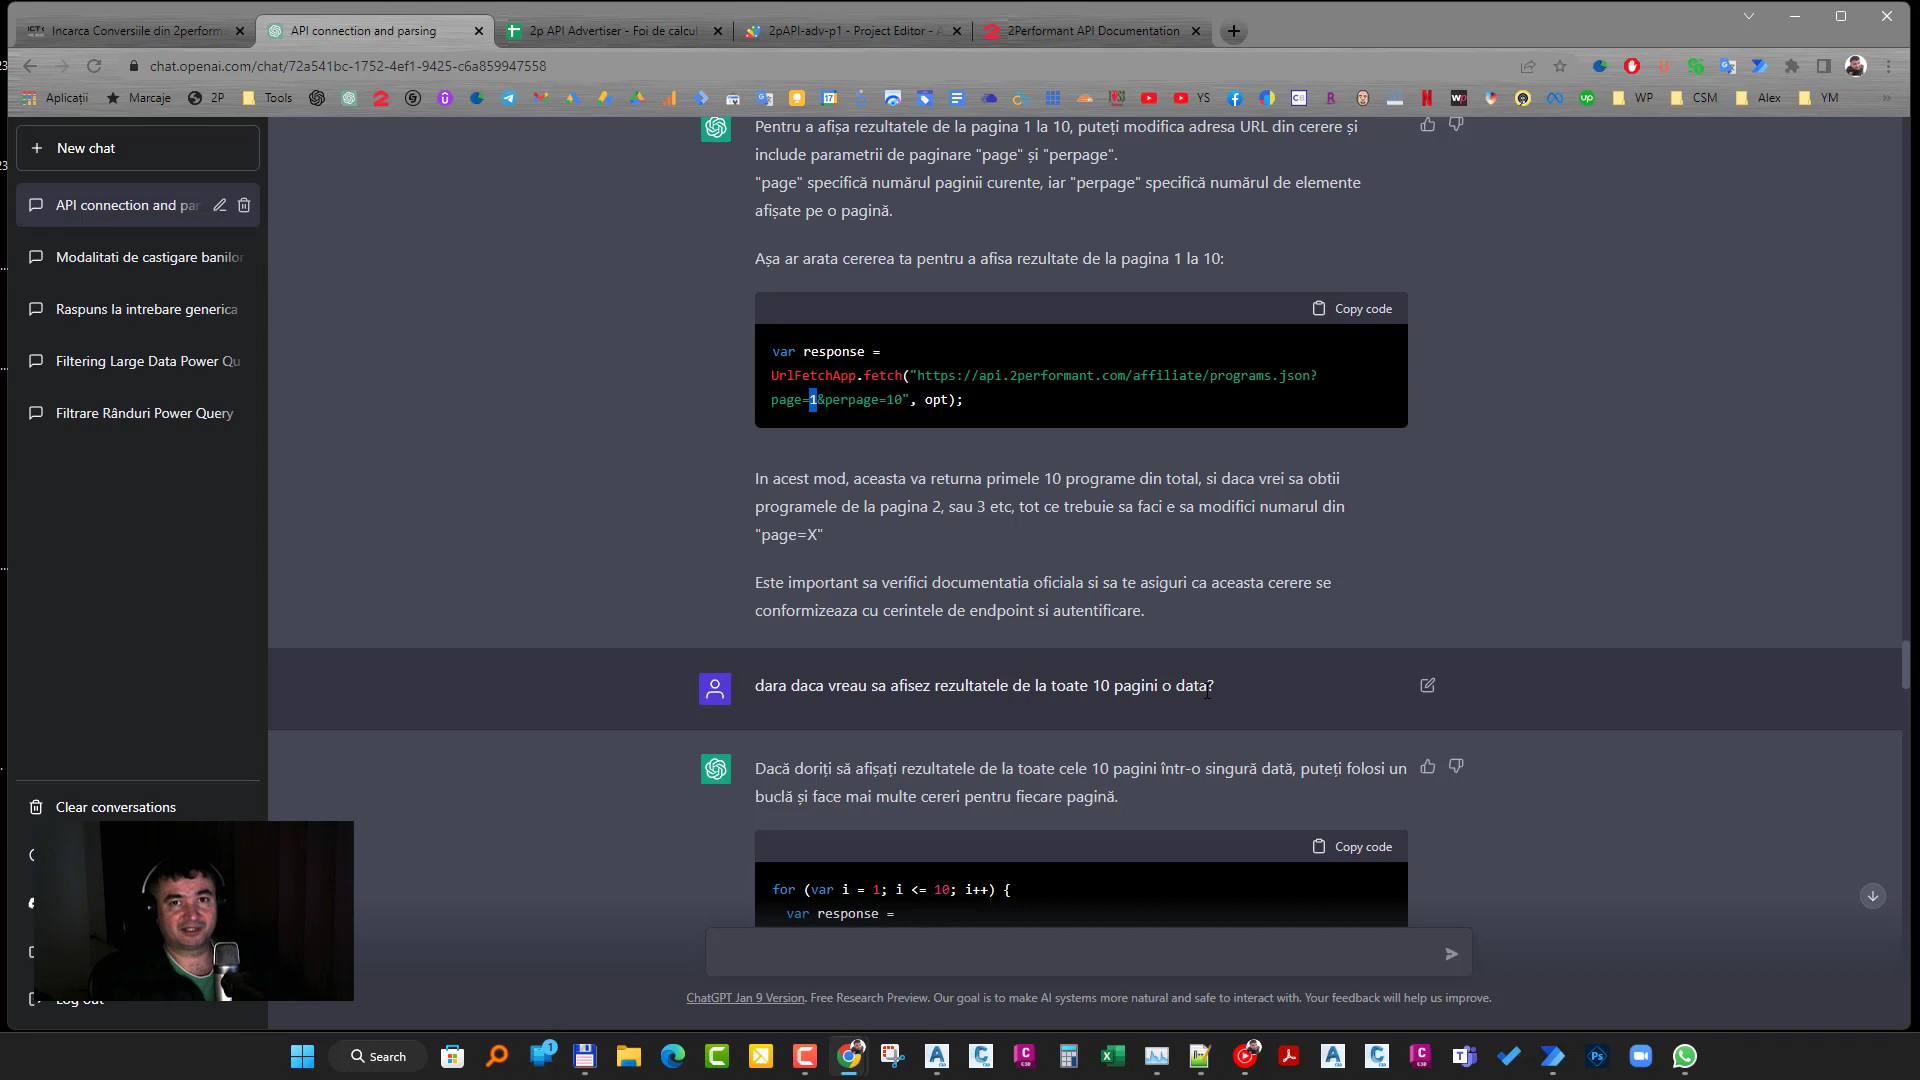 Incarca Conversiile din 2perform
API connection and parsing
2p API Advertiser - Foi de calcul
2pAPI-adv-p1 - Project Editor - A
2Performant API Documentation
chat.openai.com/chat/72a541bc-1752-4ef1-9425-c6a859947558
Aplicații
Marcaje
2P
Tools
YS
WP
CSM
Alex
YM
New chat
API connection and par
Modalitati de castigare banilor
Raspuns la intrebare generica
Filtering Large Data Power Qu
Filtrare Rânduri Power Query
Clear conversations
Log out
Pentru a afișa rezultatele de la pagina 1 la 10, puteți modifica adresa URL din cerere și
include parametrii de paginare "page" și "perpage".
"page" specifică numărul paginii curente, iar "perpage" specifică numărul de elemente
afișate pe o pagină.
Așa ar arata cererea ta pentru a afisa rezultate de la pagina 1 la 10:
Copy code
var response =
UrlFetchApp.fetch("https://api.2performant.com/affiliate/programs.json?
page=1&perpage=10", opt);
In acest mod, aceasta va returna primele 10 programe din total, si daca vrei sa obtii
programele de la pagina 2, sau 3 etc, tot ce trebuie sa faci e sa modifici numarul din
"page=X"
Este important sa verifici documentatia oficiala si sa te asiguri ca aceasta cerere se
conformizeaza cu cerintele de endpoint si autentificare.
dara daca vreau sa afisez rezultatele de la toate 10 pagini o data?
Dacă doriți să afișați rezultatele de la toate cele 10 pagini într-o singură dată, puteți folosi un
buclă și face mai multe cereri pentru fiecare pagină.
Copy code
for (var i = 1; i <= 10; i++) {
var response =
ChatGPT Jan 9 Version. Free Research Preview. Our goal is to make AI systems more natural and safe to interact with. Your feedback will help us improve.
Search